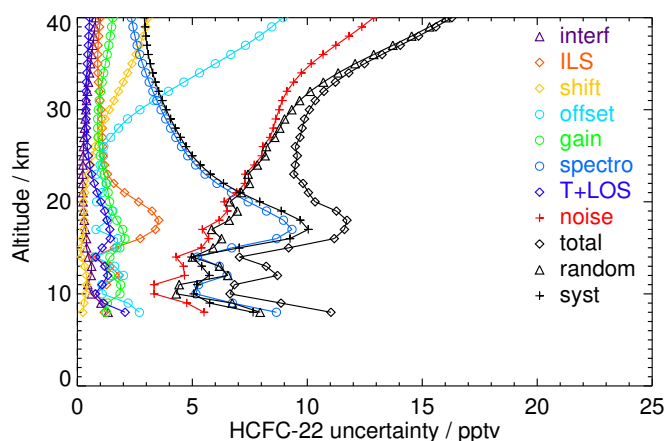 40
30
20
10
0
Altitude / km
interf
ILS
shift
offset
gain
spectro
T+LOS
noise
total
random
syst
0 5 10 15 20 25
HCFC-22 uncertainty / pptv